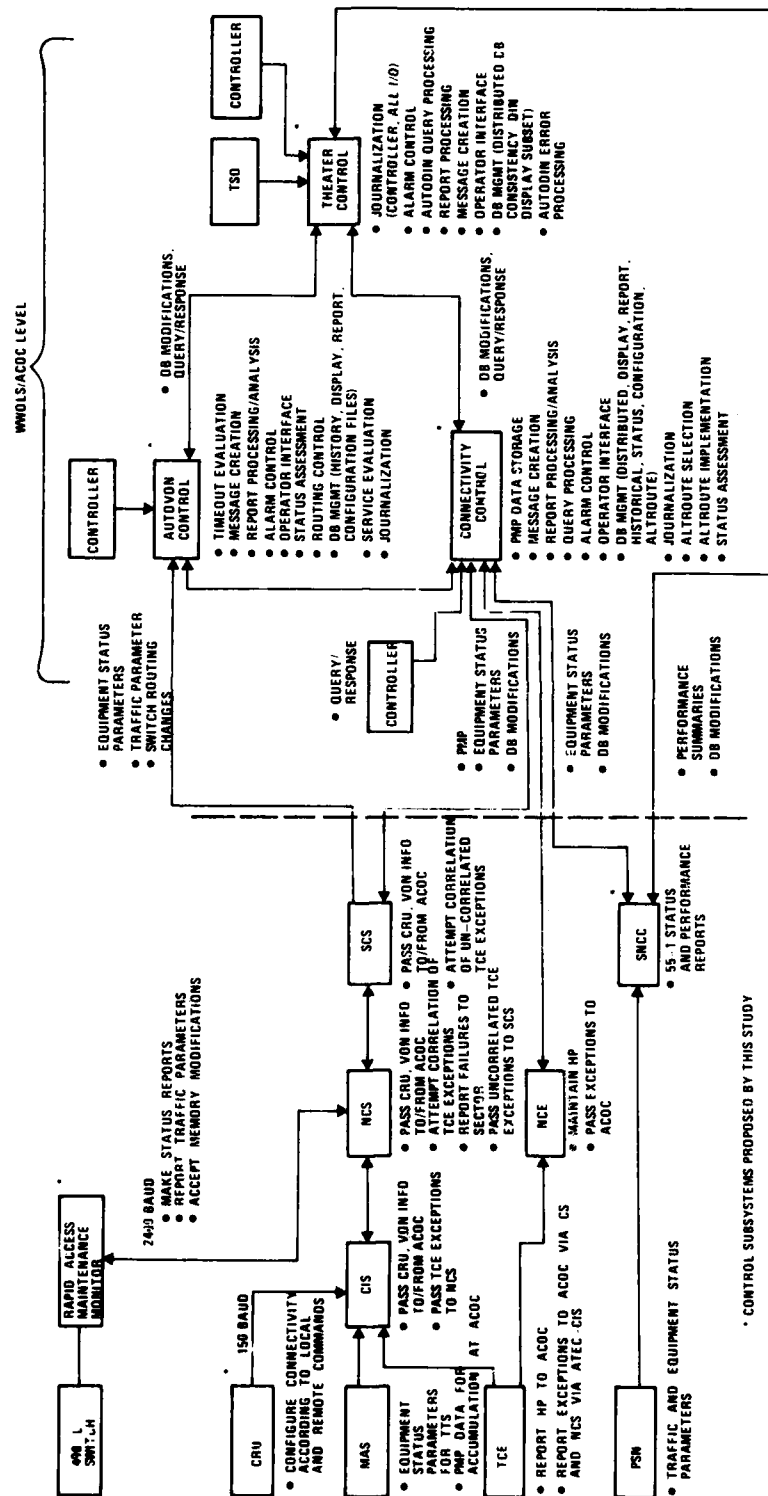 WWOLS/ACOC LEVEL
490 L
SWITCH
RAPID ACCESS
MAINTENANCE
MONITOR
2400 BAUD
• MAKE STATUS REPORTS
• REPORT TRAFFIC PARAMETERS
• ACCEPT MEMORY MODIFICATIONS
CRU
150 BAUD
• CONFIGURE CONNECTIVITY
ACCORDING TO LOCAL
AND REMOTE COMMANDS
MAS
• EQUIPMENT
STATUS
PARAMETERS
FOR TTS
• PMP DATA FOR
ACCUMULATION AT ACOC
TCE
• REPORT HP TO ACOC
• REPORT EXCEPTIONS TO ACOC VIA CS
AND NCS VIA ATEC-CIS
PSN
• TRAFFIC AND EQUIPMENT STATUS
PARAMETERS
CIS
• PASS CRU, VON INFO
TO/FROM ACOC
• PASS TCE EXCEPTIONS
TO NCS
NCS
• PASS CRU, VON INFO
TO/FROM ACOC
• ATTEMPT CORRELATION OF
TCE EXCEPTIONS
• REPORT FAILURES TO
SECTOR
• PASS UNCORRELATED TCE
EXCEPTIONS TO SCS
SCS
• PASS CRU, VON INFO
TO/FROM ACOC
• ATTEMPT CORRELATION
OF UN-CORRELATED
TCE EXCEPTIONS
NCE
• MAINTAIN HP
• PASS EXCEPTIONS TO
ACOC
SNCC
• 55-1 STATUS
AND PERFORMANCE
REPORTS
• EQUIPMENT STATUS
PARAMETERS
• TRAFFIC PARAMETER
• SWITCH ROUTING
CHANGES
CONTROLLER
AUTOVON
CONTROL
• TIMEOUT EVALUATION
• MESSAGE CREATION
• REPORT PROCESSING/ANALYSIS
• ALARM CONTROL
• OPERATOR INTERFACE
• STATUS ASSESSMENT
• ROUTING CONTROL
• DB MGMT (HISTORY, DISPLAY, REPORT,
CONFIGURATION FILES)
• SERVICE EVALUATION
• JOURNALIZATION
• DB MODIFICATIONS,
QUERY/RESPONSE
• QUERY/
RESPONSE
CONTROLLER
• PMP
• EQUIPMENT STATUS
PARAMETERS
• DB MODIFICATIONS
• EQUIPMENT STATUS
PARAMETERS
• DB MODIFICATIONS
• PERFORMANCE
SUMMARIES
• DB MODIFICATIONS
CONNECTIVITY
CONTROL
• PMP DATA STORAGE
• MESSAGE CREATION
• REPORT PROCESSING/ANALYSIS
• QUERY PROCESSING
• ALARM CONTROL
• OPERATOR INTERFACE
• DB MGMT (DISTRIBUTED, DISPLAY, REPORT,
HISTORICAL, STATUS, CONFIGURATION,
ALTROUTE)
• JOURNALIZATION
• ALTROUTE SELECTION
• ALTROUTE IMPLEMENTATION
• STATUS ASSESSMENT
• DB MODIFICATIONS,
QUERY/RESPONSE
TSO
CONTROLLER
THEATER
CONTROL
• JOURNALIZATION
(CONTROLLER, ALL I/O)
• ALARM CONTROL
• AUTODIN QUERY PROCESSING
• REPORT PROCESSING
• MESSAGE CREATION
• OPERATOR INTERFACE
• DB MGMT (DISTRIBUTED CB
CONSISTENCY DIN
DISPLAY SUBSET)
• AUTODIN ERROR
PROCESSING
* CONTROL SUBSYSTEMS PROPOSED BY THIS STUDY